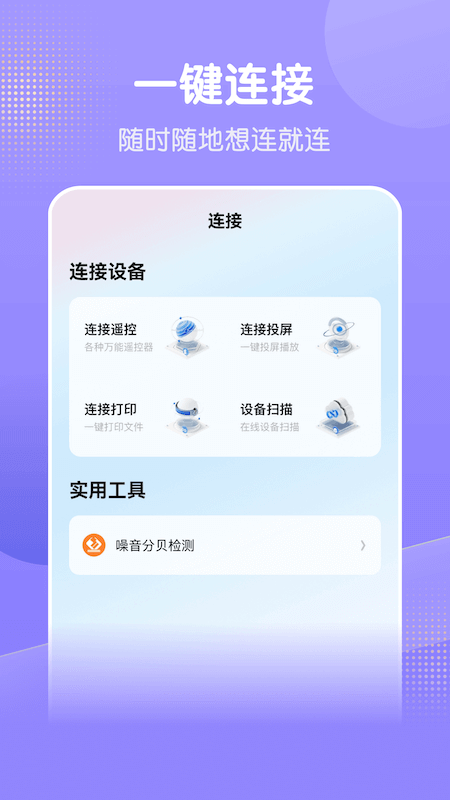 一键连接
随时随地想连就连
连接
连接设备
连接遥控
各种万能遥控器
连接投屏
一键投屏播放
连接打印
一键打印文件
设备扫描
在线设备扫描
实用工具
噪音分贝检测